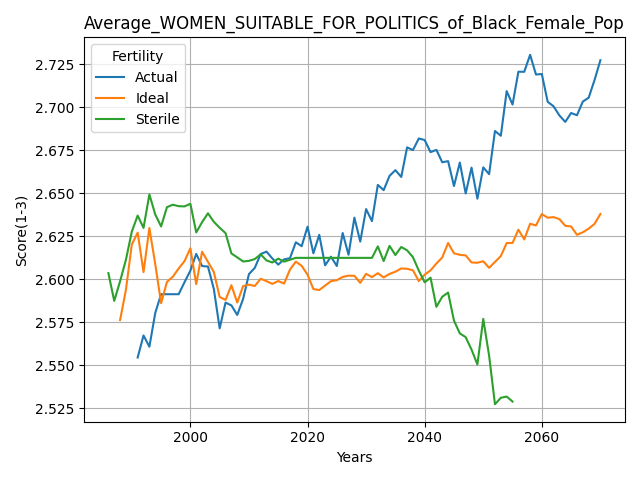 Average_WOMEN_SUITABLE_FOR_POLITICS_of_Black_Female_Pop
Fertility
Actual
Ideal
Sterile
Score(1-3)
2.725
2.700
2.675
2.650
2.625
2.600
2.575
2.550
2.525
2000 2020 2040 2060
Years